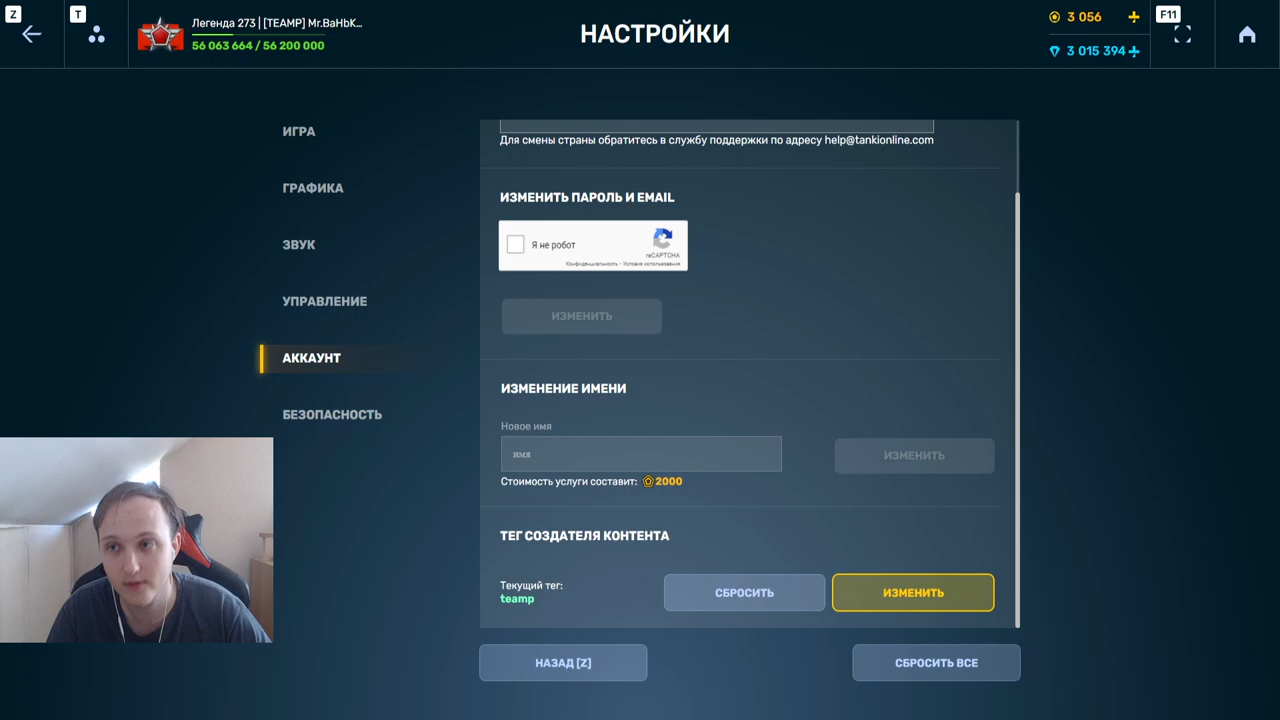 Z
T
Легенда 273 | [TEAMP] Mr.BaHbK...
56 063 664 / 56 200 000
НАСТРОЙКИ
3 056
3 015 394
F11
ИГРА
ГРАФИКА
ЗВУК
УПРАВЛЕНИЕ
АККАУНТ
БЕЗОПАСНОСТЬ
Для смены страны обратитесь в службу поддержки по адресу help@tankionline.com
ИЗМЕНИТЬ ПАРОЛЬ И EMAIL
Я не робот
reCAPTCHA
Конфиденциальность - Условия использования
ИЗМЕНИТЬ
ИЗМЕНЕНИЕ ИМЕНИ
Новое имя
имя
ИЗМЕНИТЬ
Стоимость услуги составит: 2000
ТЕГ СОЗДАТЕЛЯ КОНТЕНТА
Текущий тег:
teamp
СБРОСИТЬ
ИЗМЕНИТЬ
НАЗАД [Z]
СБРОСИТЬ ВСЕ